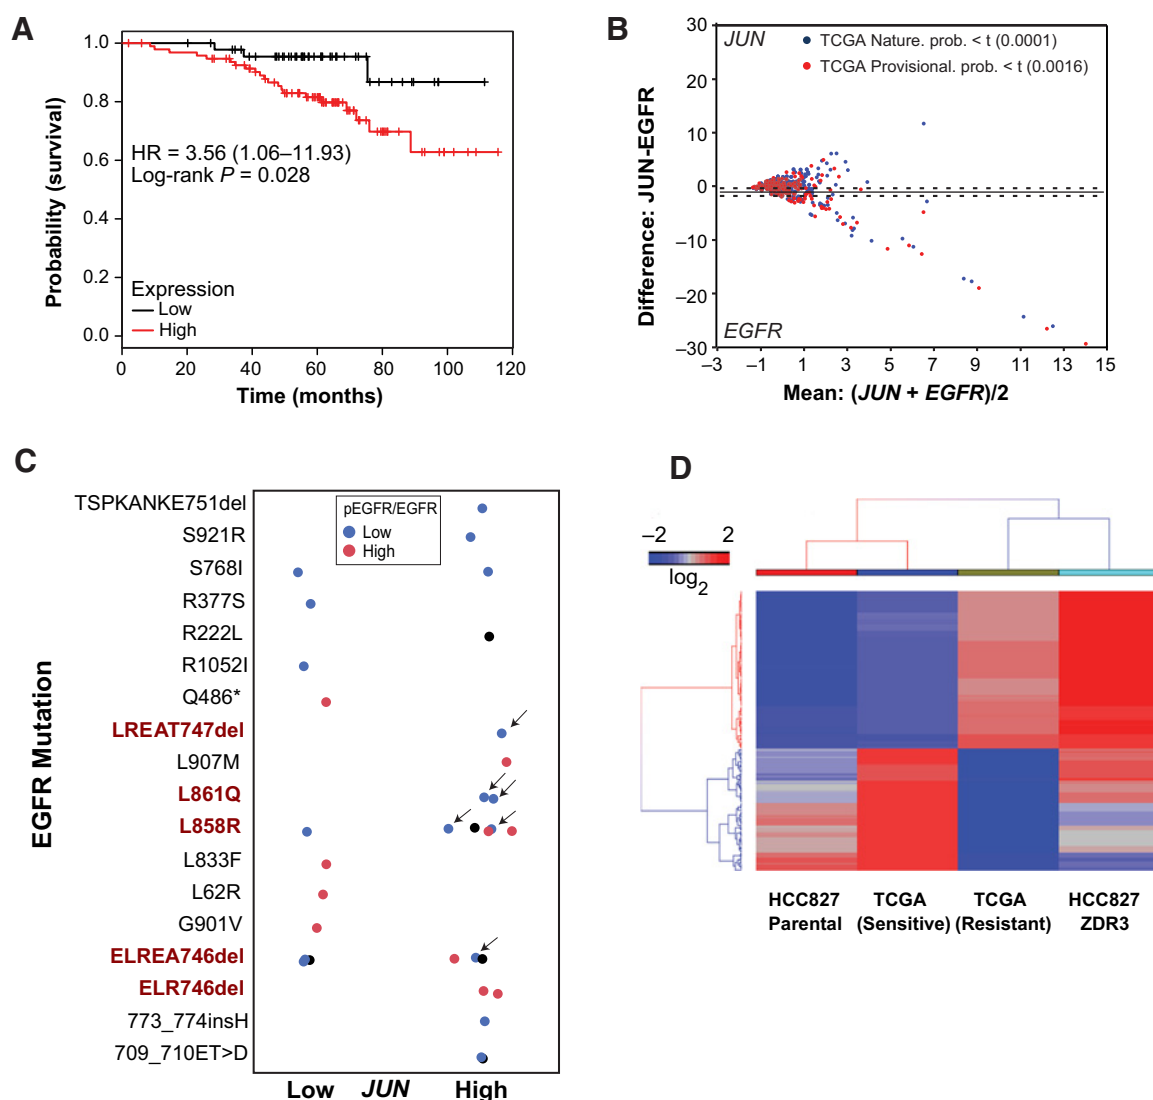 A
1.0
0.8
0.6
0.4
0.2
0.0
Probability (survival)
HR = 3.56 (1.06–11.93)
Log-rank P = 0.028
Expression
Low
High
0 20 40 60 80 100 120
Time (months)
B
30
20
10
0
−10
−20
−30
Difference: JUN-EGFR
JUN
TCGA Nature. prob. < t (0.0001)
TCGA Provisional. prob. < t (0.0016)
EGFR
−3 −1 1 3 5 7 9 11 13 15
Mean: (JUN + EGFR)/2
C
EGFR Mutation
TSPKANKE751del
S921R
S768I
R377S
R222L
R1052I
Q486*
LREAT747del
L907M
L861Q
L858R
L833F
L62R
G901V
ELREA746del
ELR746del
773_774insH
709_710ET>D
pEGFR/EGFR
Low
High
Low JUN High
D
−2 2
log2
HCC827 TCGA TCGA HCC827
Parental (Sensitive) (Resistant) ZDR3